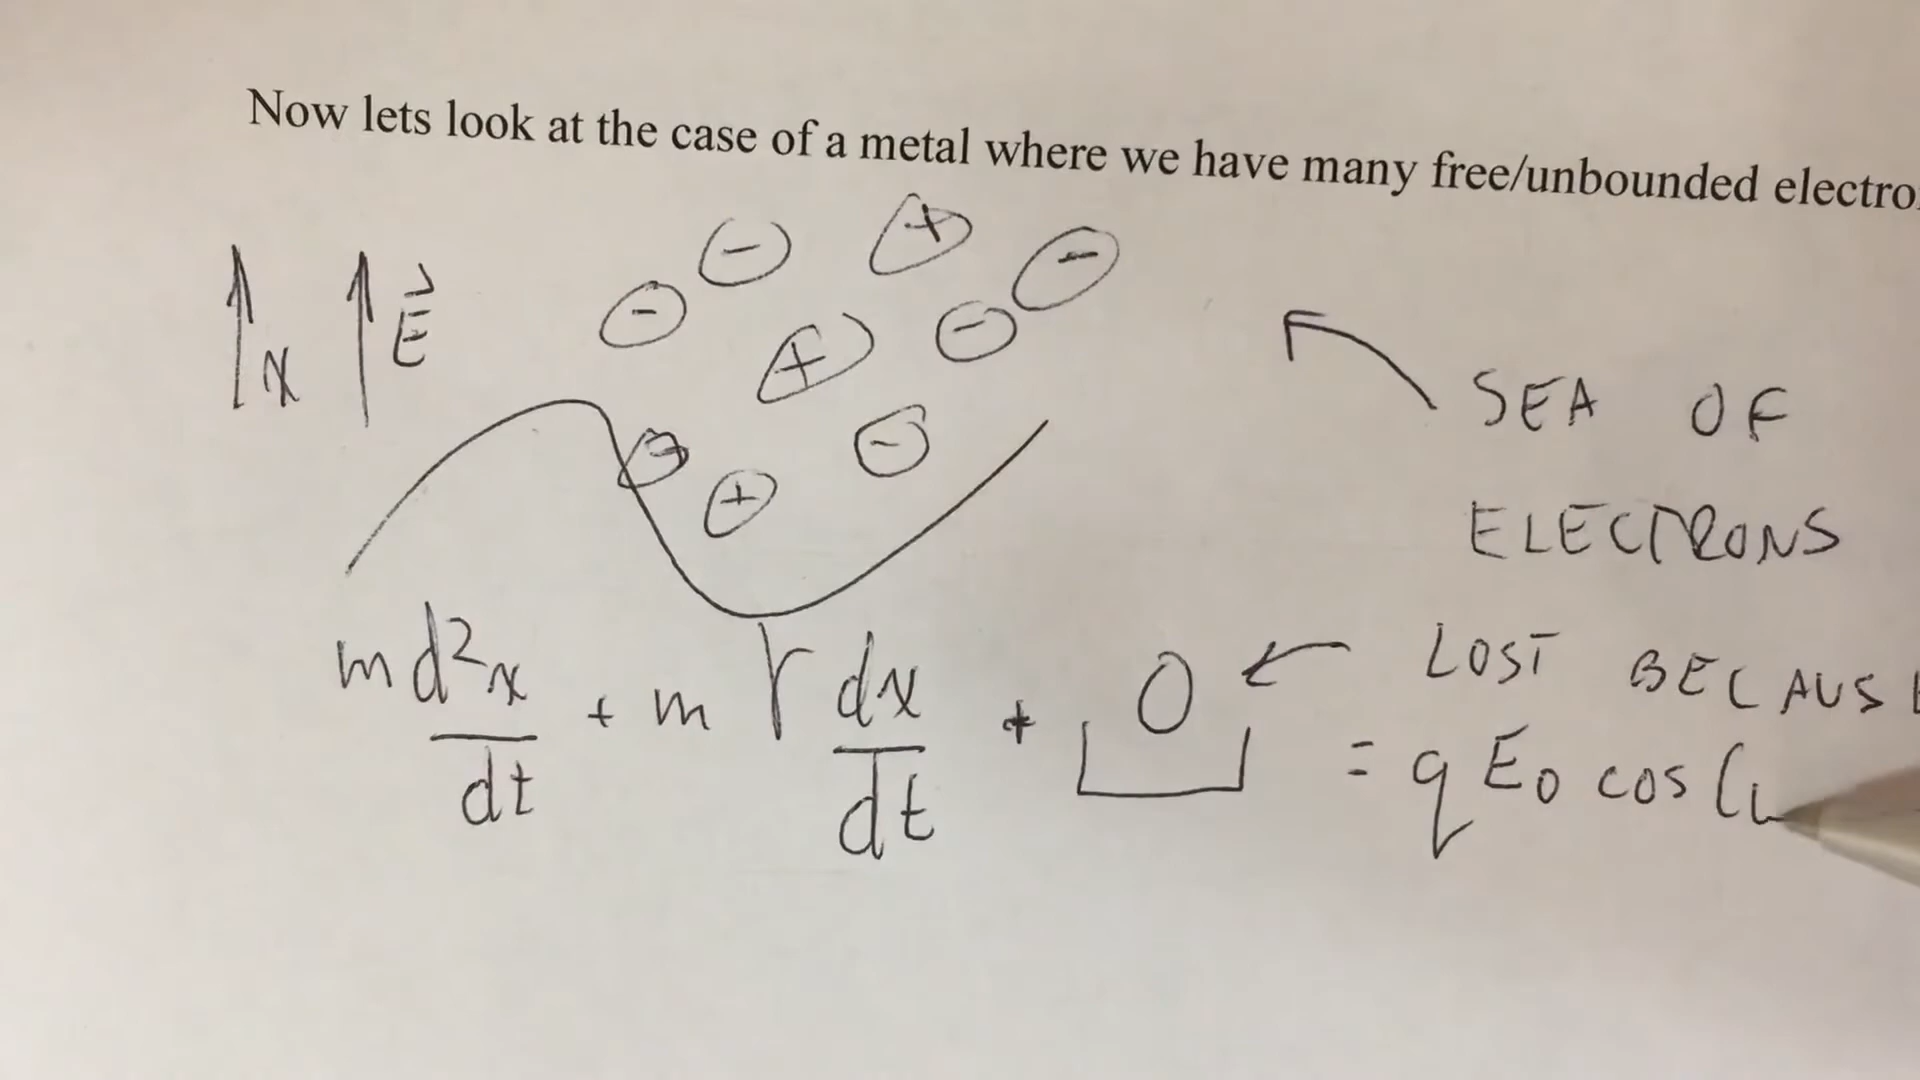 Now lets look at the case of a metal where we have many free/unbounded electro
x E⃗
- - + -
- + -
- + -
SEA OF
ELECTRONS
LOST BECAUSE
m d²x/dt + m γ dx/dt + 0 = q E₀ cos (